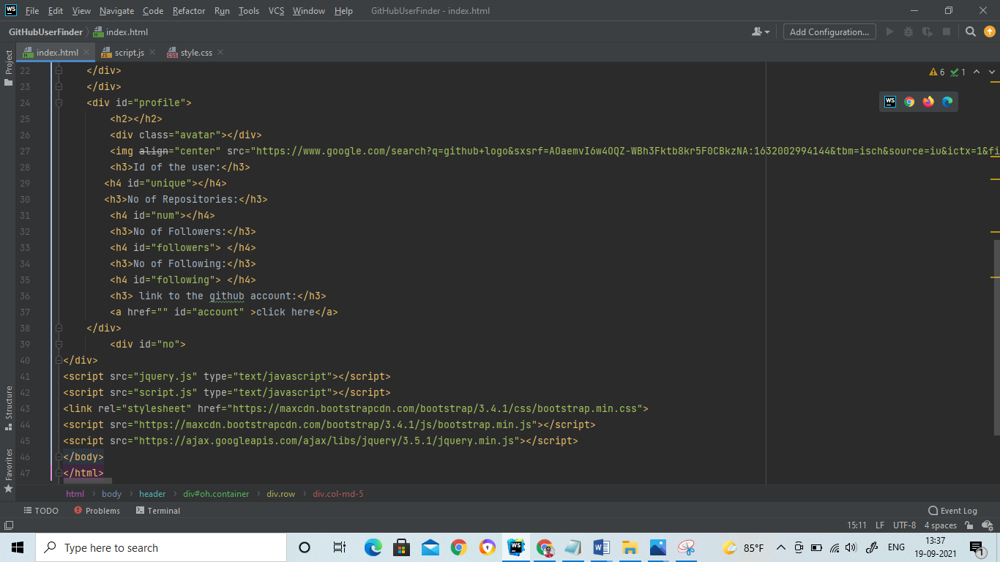 File Edit View Navigate Code Refactor Run Tools VCS Window Help GitHubUserFinder - index.html
GitHubUserFinder index.html Add Configuration...
index.html script.js style.css
Project
22 </div>
23 </div>
24 <div id="profile">
25 <h2></h2>
26 <div class="avatar"></div>
27 <img align="center" src="https://www.google.com/search?q=github+logo&sxsrf=AOaemvI6w4OQZ-WBh3Fktb8kr5F0CBkzNA:1632002994144&tbm=isch&source=iu&ictx=1&fi
28 <h3>Id of the user:</h3>
29 <h4 id="unique"></h4>
30 <h3>No of Repositories:</h3>
31 <h4 id="num"></h4>
32 <h3>No of Followers:</h3>
33 <h4 id="followers"> </h4>
34 <h3>No of Following:</h3>
35 <h4 id="following"> </h4>
36 <h3> link to the github account:</h3>
37 <a href="" id="account" >click here</a>
38 </div>
39 <div id="no">
40 </div>
41 <script src="jquery.js" type="text/javascript"></script>
42 <script src="script.js" type="text/javascript"></script>
43 <link rel="stylesheet" href="https://maxcdn.bootstrapcdn.com/bootstrap/3.4.1/css/bootstrap.min.css">
44 <script src="https://maxcdn.bootstrapcdn.com/bootstrap/3.4.1/js/bootstrap.min.js"></script>
45 <script src="https://ajax.googleapis.com/ajax/libs/jquery/3.5.1/jquery.min.js"></script>
46 </body>
47 </html>
6 1
WS
Structure
Favorites
html body header div#oh.container div.row div.col-md-5
TODO Problems Terminal Event Log
15:11 LF UTF-8 4 spaces
Type here to search 85°F ENG 13:37
19-09-2021 1